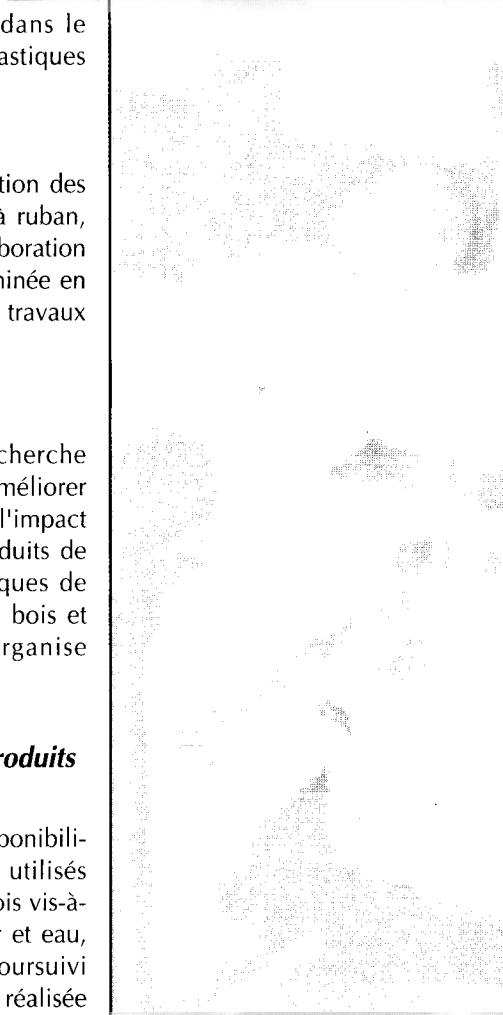 dans le
astiques
tion des
à ruban,
boration
ninée en
travaux
cherche
méliorer
l'impact
duits de
ques de
bois et
rganise
roduits
ponibili-
utilisés
ois vis-à-
r et eau,
oursuivi
réalisée